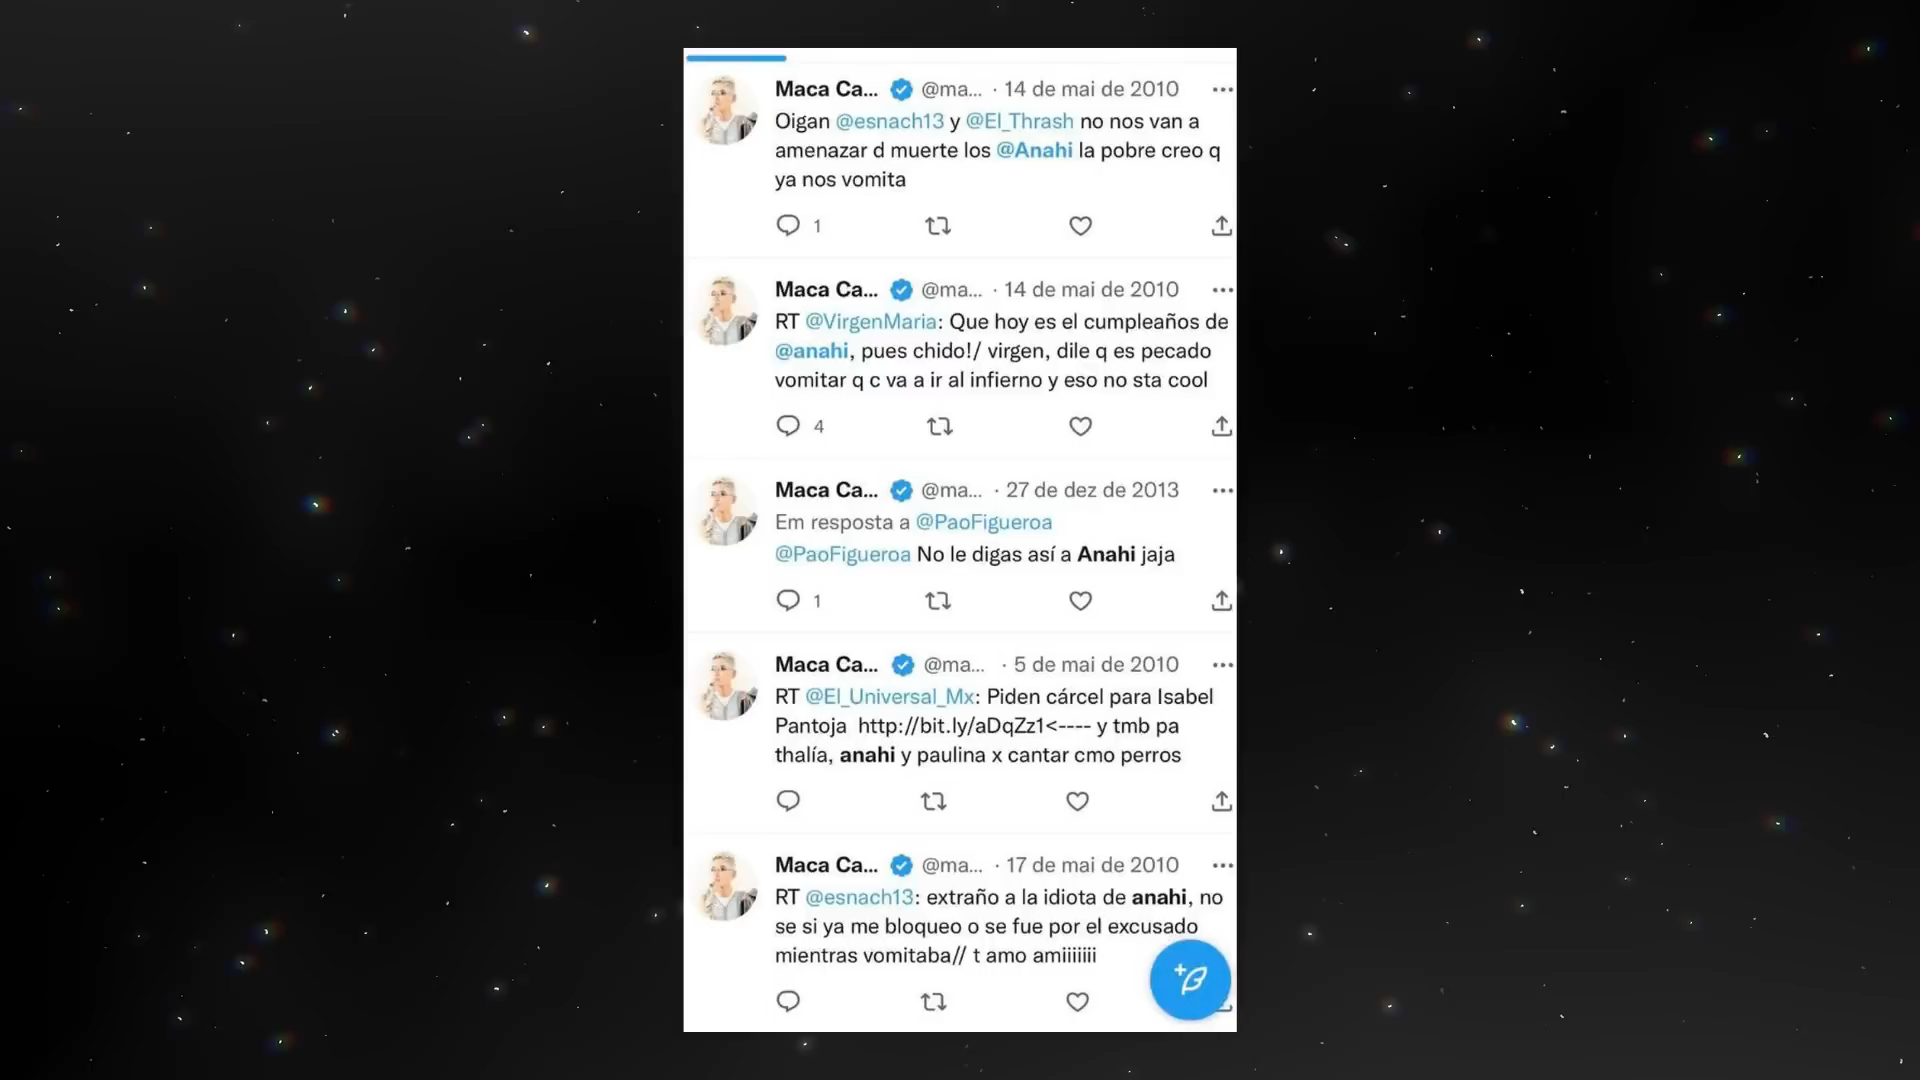 Maca Ca... @ma... · 14 de mai de 2010 ...
Oigan @esnach13 y @El_Thrash no nos van a
amenazar d muerte los @Anahi la pobre creo q
ya nos vomita
1
Maca Ca... @ma... · 14 de mai de 2010 ...
RT @VirgenMaria: Que hoy es el cumpleaños de
@anahi, pues chido!/ virgen, dile q es pecado
vomitar q c va a ir al infierno y eso no sta cool
4
Maca Ca... @ma... · 27 de dez de 2013 ...
Em resposta a @PaoFigueroa
@PaoFigueroa No le digas así a Anahi jaja
1
Maca Ca... @ma... · 5 de mai de 2010 ...
RT @El_Universal_Mx: Piden cárcel para Isabel
Pantoja http://bit.ly/aDqZz1<---- y tmb pa
thalía, anahi y paulina x cantar cmo perros
Maca Ca... @ma... · 17 de mai de 2010 ...
RT @esnach13: extraño a la idiota de anahi, no
se si ya me bloqueo o se fue por el excusado
mientras vomitaba// t amo amiiiiiii